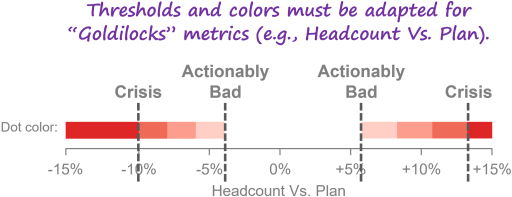 Thresholds and colors must be adapted for
“Goldilocks” metrics (e.g., Headcount Vs. Plan).
Actionably Actionably
Crisis Bad Bad Crisis
Dot color:
-15% -10% -5% 0% +5% +10% +15%
Headcount Vs. Plan